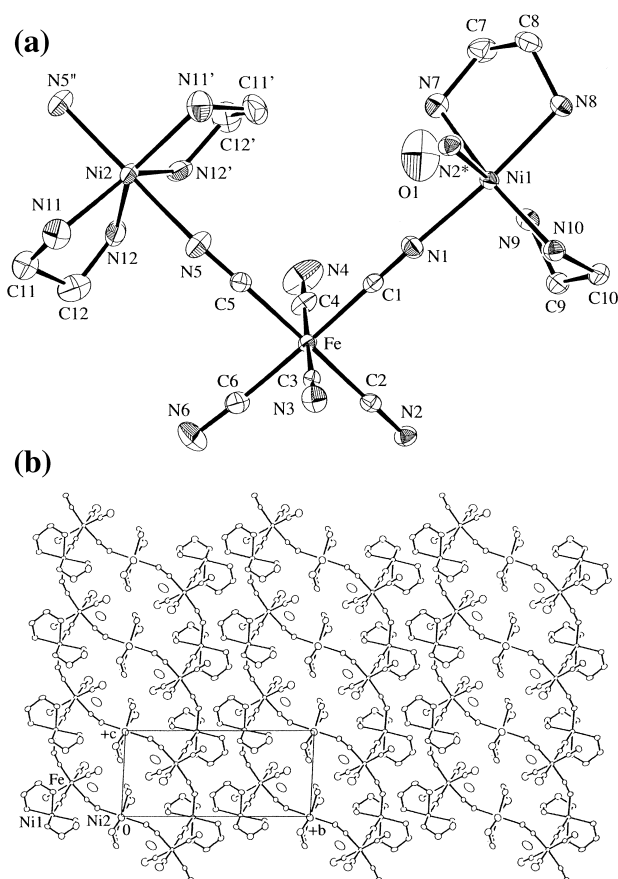 (a)
C7 C8
N5" N11' C11' N7 N8
C12'
Ni2 N12' N2* Ni1
O1
N11 N10
N12 N5 N1 N9
C11 C5 N4 C1 C9 C10
C12 C4
Fe
C6 C3 C2
N6 N3 N2
(b)
+c
Fe
Ni1 Ni2 0 +b